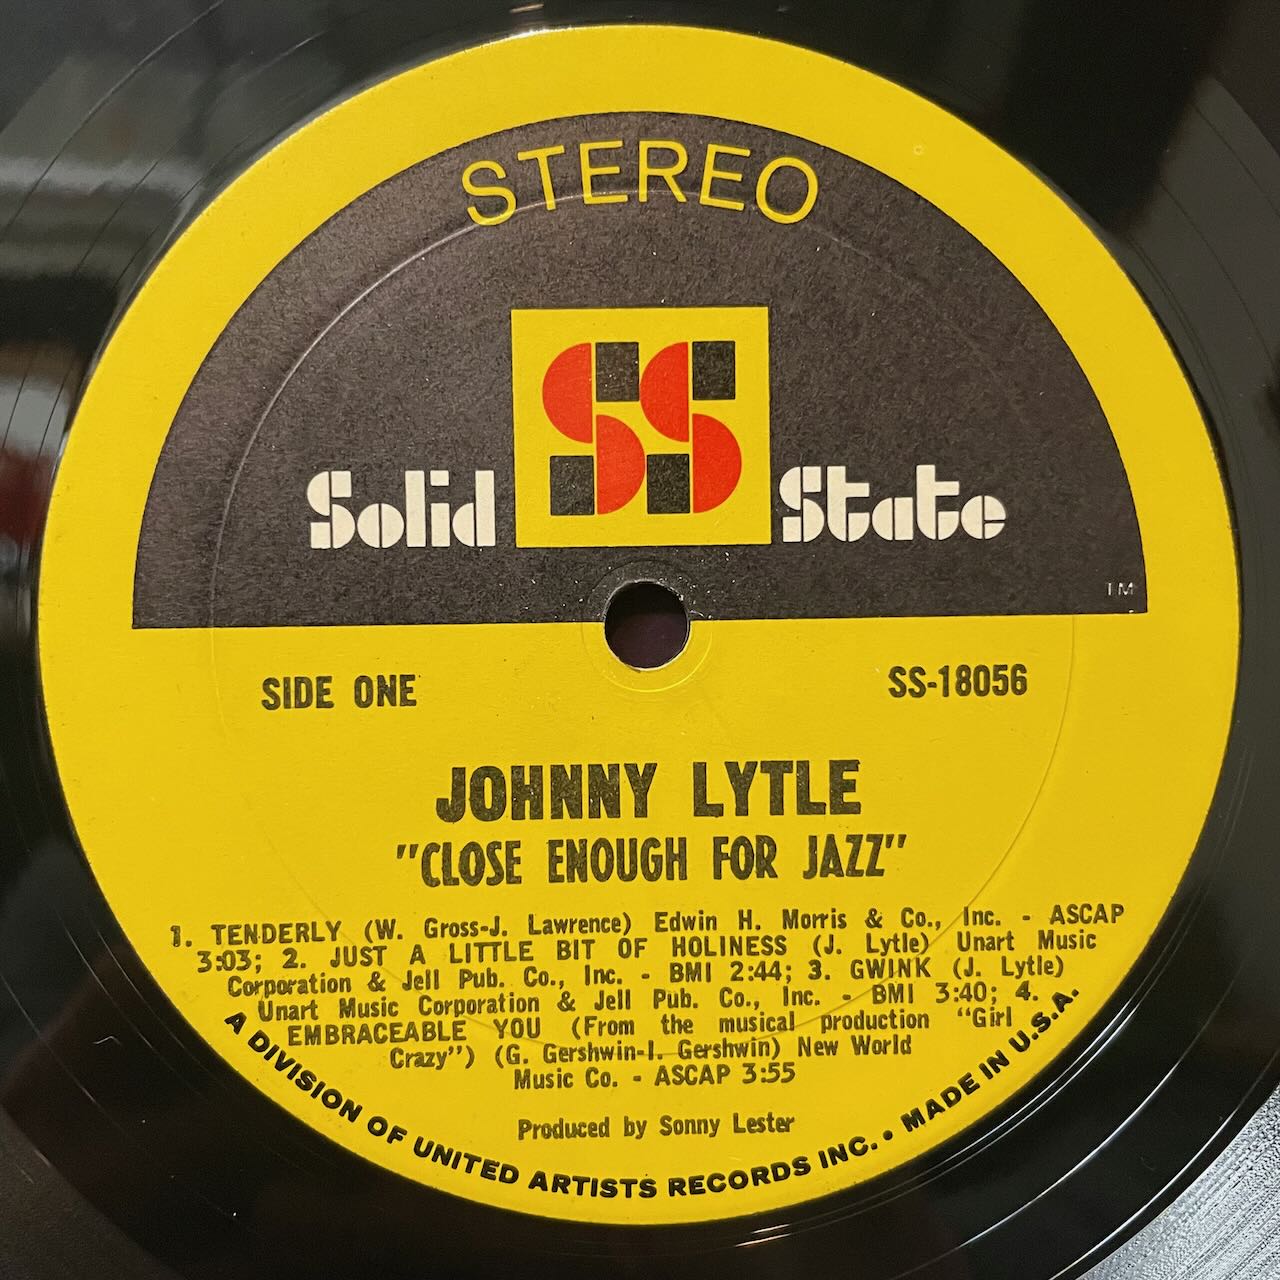 STEREO
SS
Solid State
TM
SIDE ONE
SS-18056
JOHNNY LYTLE
"CLOSE ENOUGH FOR JAZZ"
1. TENDERLY (W. Gross-J. Lawrence) Edwin H. Morris & Co., Inc. - ASCAP
3:03; 2. JUST A LITTLE BIT OF HOLINESS (J. Lytle) Unart Music
Corporation & Jell Pub. Co., Inc. - BMI 2:44; 3. GWINK (J. Lytle)
Unart Music Corporation & Jell Pub. Co., Inc. - BMI 3:40; 4.
EMBRACEABLE YOU (From the musical production "Girl
Crazy") (G. Gershwin-I. Gershwin) New World
Music Co. - ASCAP 3:55
Produced by Sonny Lester
A DIVISION OF UNITED ARTISTS RECORDS INC. • MADE IN U.S.A.